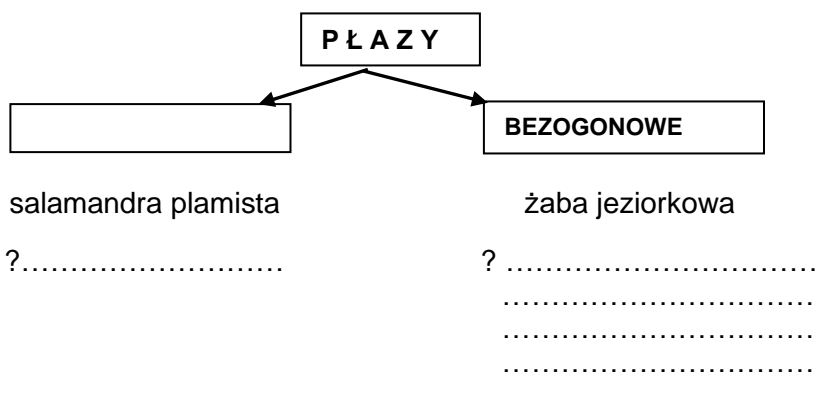 P Ł A Z Y
BEZOGONOWE
salamandra plamista
żaba jeziorkowa
?...........................
? ................................
................................
................................
................................